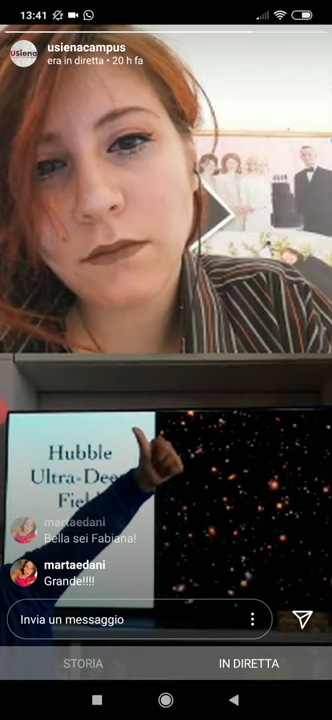 13:41
usienacampus
USiena
era in diretta • 20 h fa
Hubble
Ultra-Dee
Fiel
martaedani
Bella sei Fabiana!
martaedani
Grande!!!!
Invia un messaggio
STORIA
IN DIRETTA